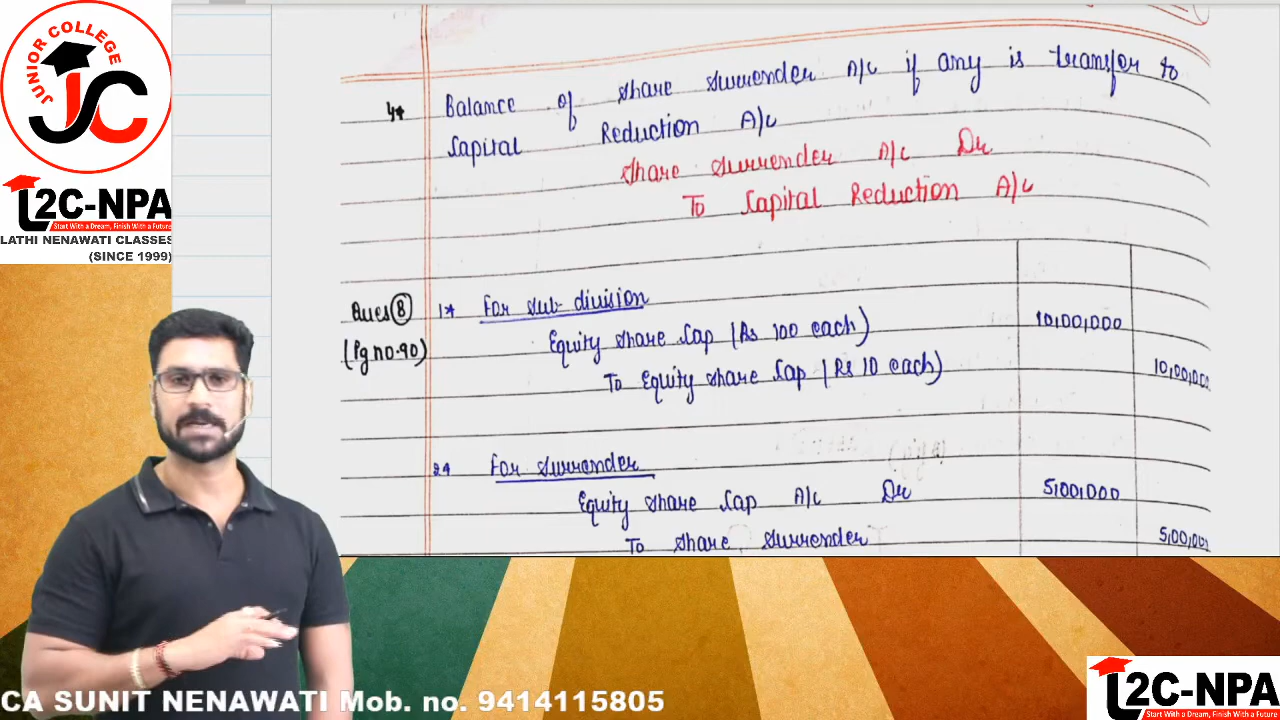 JUNIOR COLLEGE
JC
L2C-NPA
Start With a Dream, Finish With a Future
LATHI NENAWATI CLASSES
(SINCE 1999)
4* Balance of share surrender A/c if any is transfer to
Capital Reduction A/c
share surrender A/c Dr
To Capital Reduction A/c
Ques 8 1* For sub-division
(Pg no. 90)
Equity share Cap (Rs 100 each) 10,00,000
To Equity share Cap (Rs 10 each) 10,00,000
2* For surrender
Equity share Cap A/c Dr 5,00,000
To share surrender 5,00,000
CA SUNIT NENAWATI Mob. no. 9414115805
L2C-NPA
Start With a Dream, Finish With a Future